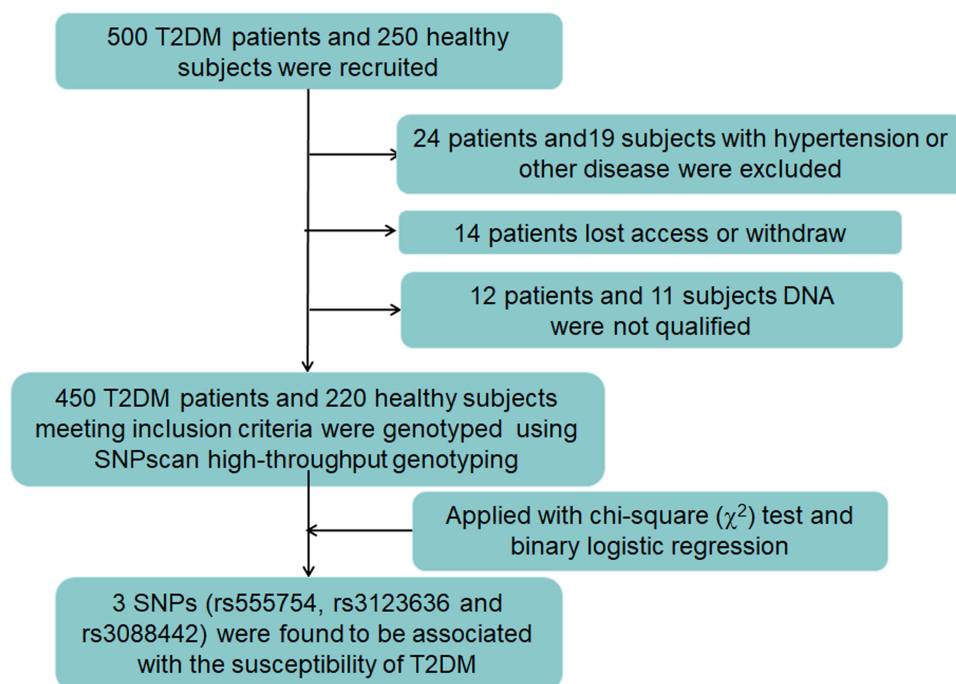 500 T2DM patients and 250 healthy
subjects were recruited
24 patients and19 subjects with hypertension or
other disease were excluded
14 patients lost access or withdraw
12 patients and 11 subjects DNA
were not qualified
450 T2DM patients and 220 healthy subjects
meeting inclusion criteria were genotyped using
SNPscan high-throughput genotyping
Applied with chi-square (χ²) test and
binary logistic regression
3 SNPs (rs555754, rs3123636 and
rs3088442) were found to be associated
with the susceptibility of T2DM